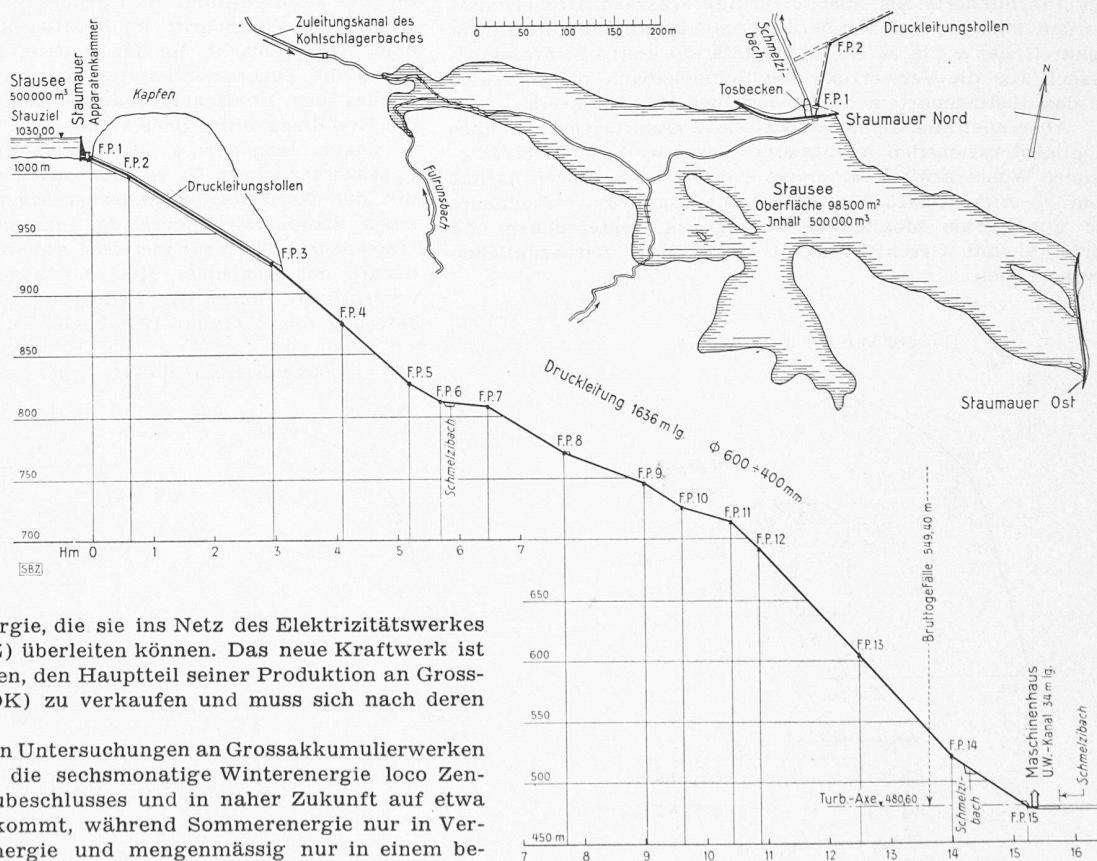 Zuleitungskanal des
Kohlschlagerbaches
0 50 100 150 200m
Schmelzi-
bach
Druckleitungstollen
F.P.2
Tosbecken
F.P.1
Staumauer Nord
N
Stausee
500000 m³
Stauziel
1030,00
Staumauer
Apparatenkammer
Kapfen
F.P.1
F.P.2
1000 m
Druckleitungstollen
Fulrunsbach
Stausee
Oberfläche 98500 m²
Jnhalt 500000 m³
950
F.P.3
900
F.P.4
850
F.P.5
F.P.6
F.P.7
Druckleitung 1636 m lg. ϕ 600 ÷ 400 mm
Staumauer Ost
800
Schmelzibach
F.P.8
750
F.P.9
F.P.10
F.P.11
F.P.12
700
Hm 0 1 2 3 4 5 6 7
SBZ
650
Bruttogefälle 549,40 m
600
F.P.13
550
F.P.14
500
Turb.-Axe 480,60
Schmelzi-
bach
F.P.15
Maschinenhaus
U.W.-Kanal 34 m lg.
Schmelzibach
450 m
7 8 9 10 11 12 13 14 15 16
rgie, die sie ins Netz des Elektrizitätswerkes
) überleiten können. Das neue Kraftwerk ist
en, den Hauptteil seiner Produktion an Gross-
OK) zu verkaufen und muss sich nach deren
n Untersuchungen an Grossakkumulierwerken
die sechsmonatige Winterenergie loco Zen-
ubeschlusses und in naher Zukunft auf etwa
kommt, während Sommerenergie nur in Ver-
nergie und mengenmässig nur in einem be-